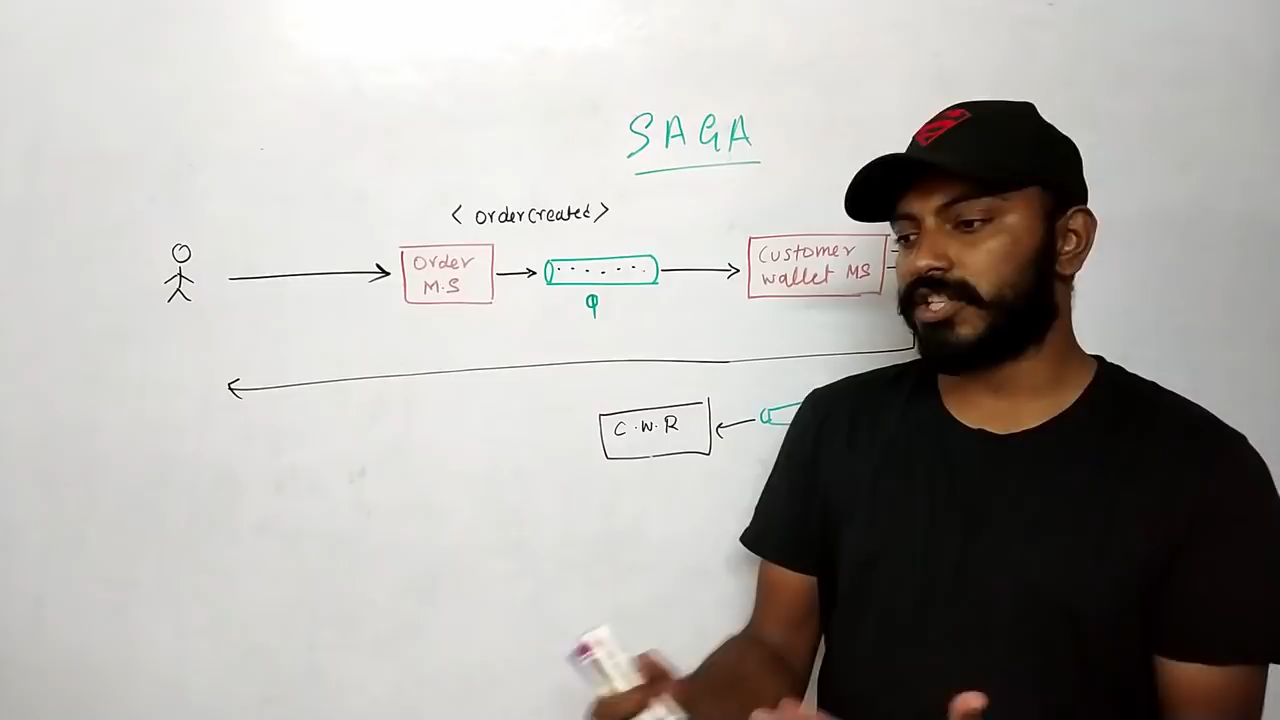 SAGA
< ordercreated >
Order
M.S
Customer
wallet MS
Q
C.W.R